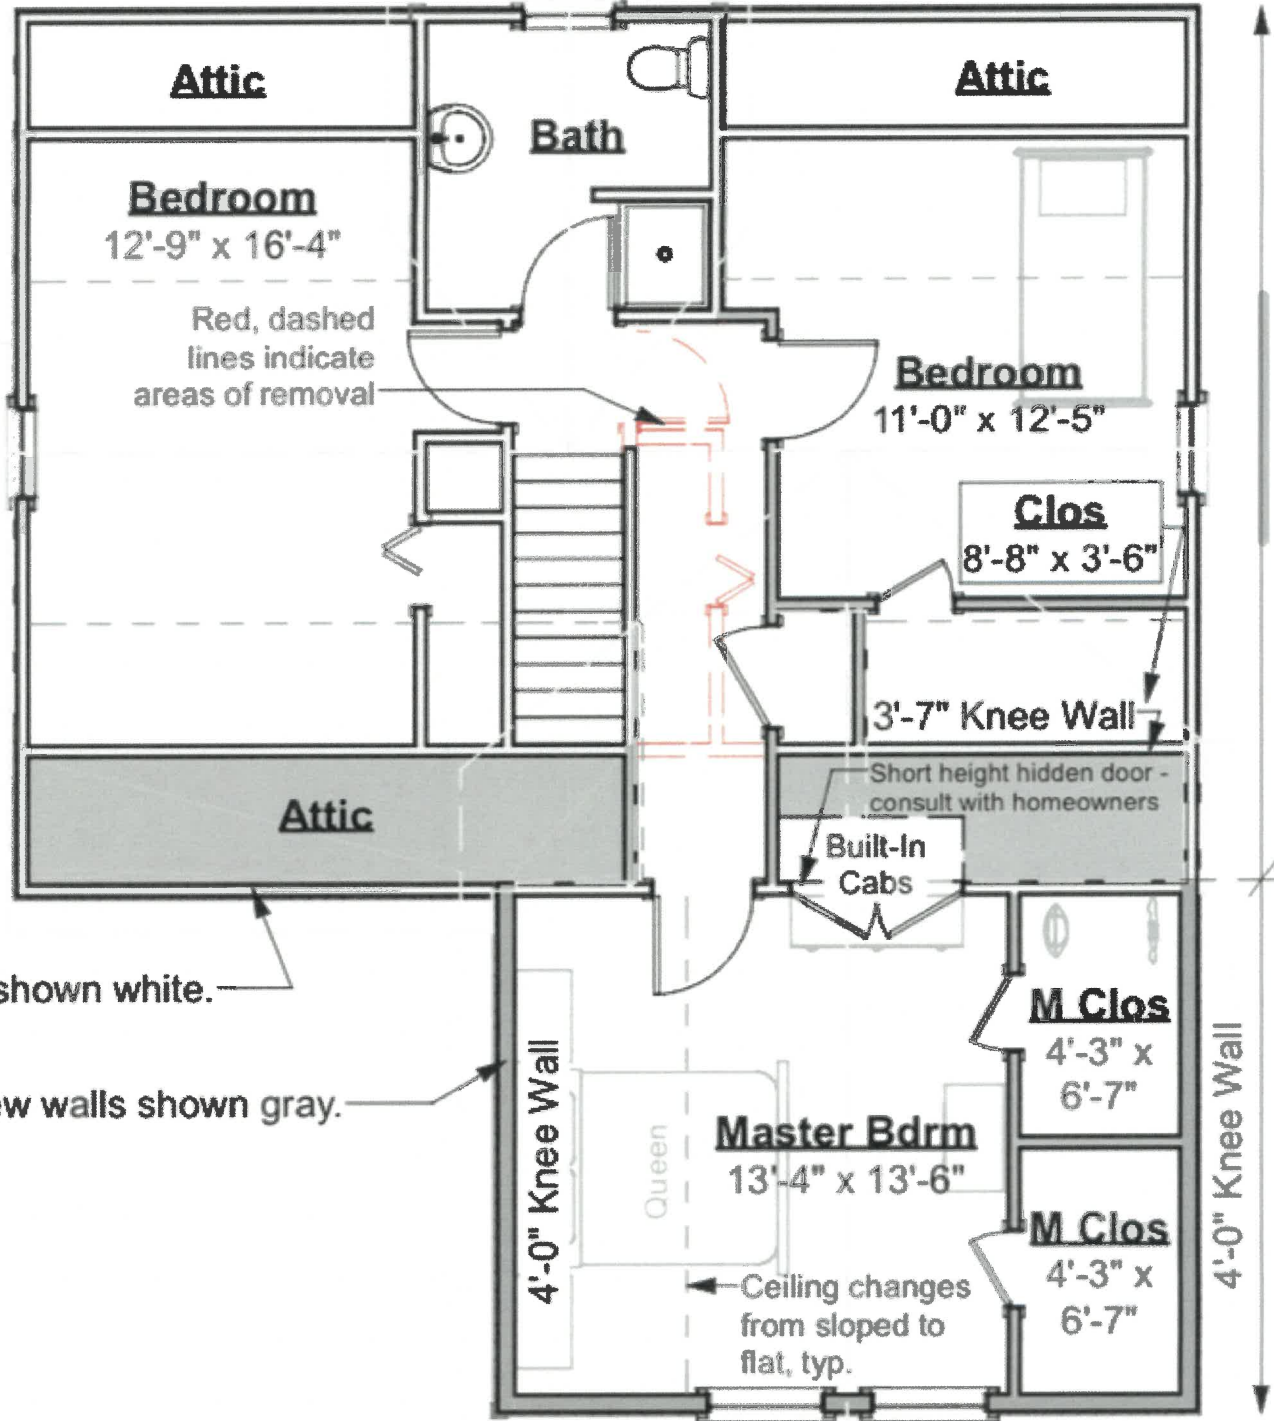 Attic
Attic
Bath
Bedroom
12'-9" x 16'-4"
Red, dashed
lines indicate
areas of removal
Bedroom
11'-0" x 12'-5"
Clos
8'-8" x 3'-6"
3'-7" Knee Wall
Short height hidden door -
consult with homeowners
Attic
Built-In
Cabs
shown white.
ew walls shown gray.
4'-0" Knee Wall
Queen
Master Bdrm
13'-4" x 13'-6"
M Clos
4'-3" x
6'-7"
M Clos
4'-3" x
6'-7"
4'-0" Knee Wall
Ceiling changes
from sloped to
flat, typ.